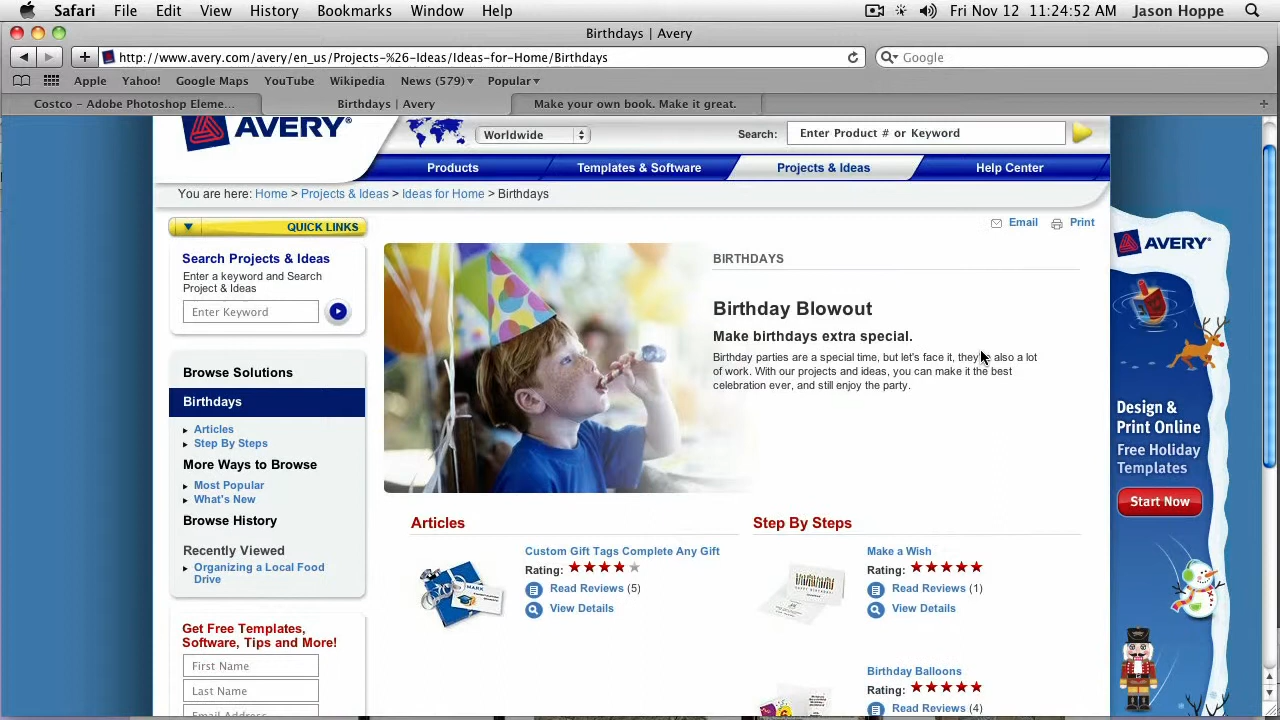 Safari File Edit View History Bookmarks Window Help
Fri Nov 12 11:24:52 AM Jason Hoppe
Birthdays | Avery
http://www.avery.com/avery/en_us/Projects-%26-Ideas/Ideas-for-Home/Birthdays
Google
Apple Yahoo! Google Maps YouTube Wikipedia News (579) Popular
Costco – Adobe Photoshop Eleme...
Birthdays | Avery
Make your own book. Make it great.
AVERY
Worldwide
Search:
Enter Product # or Keyword
Products
Templates & Software
Projects & Ideas
Help Center
You are here: Home > Projects & Ideas > Ideas for Home > Birthdays
QUICK LINKS
Email
Print
Search Projects & Ideas
Enter a keyword and Search
Project & Ideas
Enter Keyword
Browse Solutions
Birthdays
Articles
Step By Steps
More Ways to Browse
Most Popular
What's New
Browse History
Recently Viewed
Organizing a Local Food
Drive
Get Free Templates,
Software, Tips and More!
First Name
Last Name
Email Address
BIRTHDAYS
Birthday Blowout
Make birthdays extra special.
Birthday parties are a special time, but let's face it, they're also a lot
of work. With our projects and ideas, you can make it the best
celebration ever, and still enjoy the party.
Articles
Custom Gift Tags Complete Any Gift
Rating:
Read Reviews (5)
View Details
Step By Steps
Make a Wish
Rating:
Read Reviews (1)
View Details
Birthday Balloons
Rating:
Read Reviews (4)
AVERY
Design &
Print Online
Free Holiday
Templates
Start Now